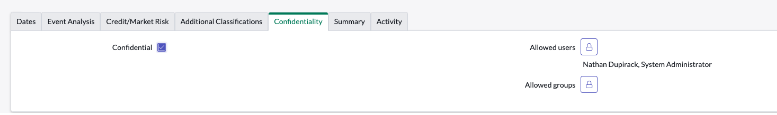 Dates Event Analysis Credit/Market Risk Additional Classifications Confidentiality Summary Activity
Confidential Allowed users
Nathan Dupirack, System Administrator
Allowed groups